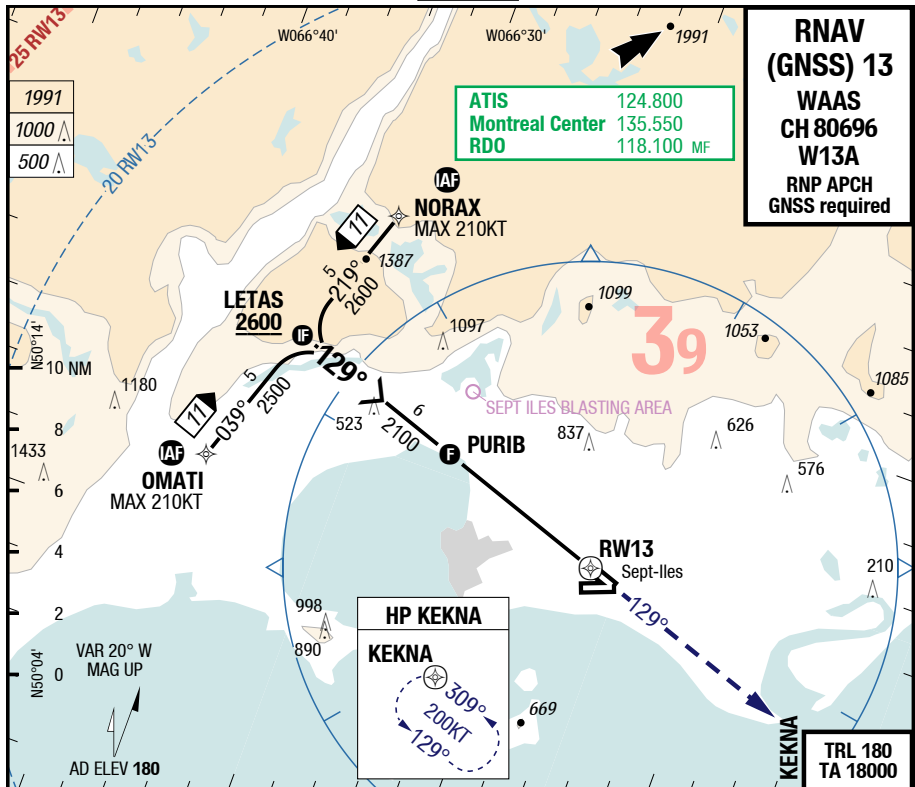 25 RW13
W066°40'
W066°30'
1991
RNAV
(GNSS) 13
WAAS
CH 80696
W13A
RNP APCH
GNSS required
ATIS 124.800
Montreal Center 135.550
RDO 118.100 MF
1991
1000
500
20 RW13
IAF
NORAX
MAX 210KT
11
1387
5
219°
2600
LETAS
2600
IF
129°
1099
39
1053
1097
N50°14'
10 NM
1180
5
039°
2500
11
1085
SEPT ILES BLASTING AREA
523
6
2100
8
837
626
PURIB
F
1433
IAF
OMATI
MAX 210KT
576
6
4
RW13
Sept-Iles
210
129°
2
998
890
HP KEKNA
KEKNA
309°
200KT
129°
N50°04'
0
VAR 20° W
MAG UP
669
AD ELEV 180
KEKNA
TRL 180
TA 18000